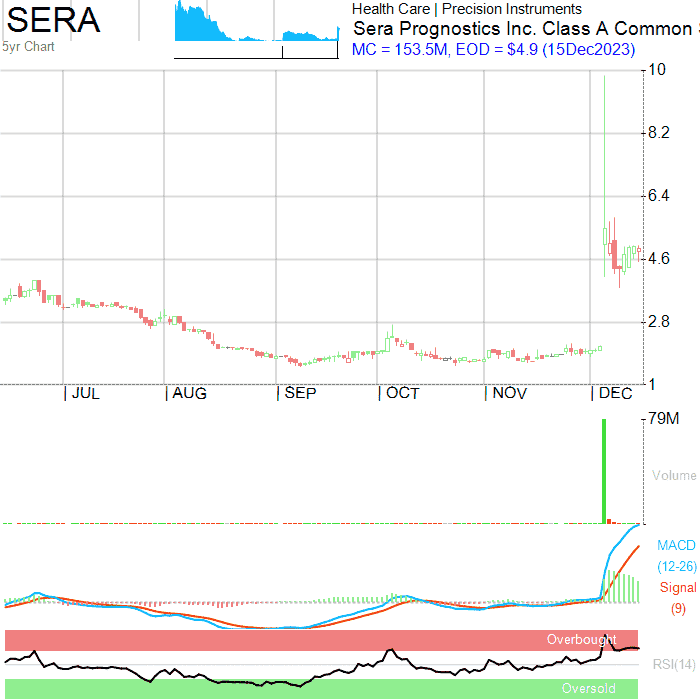 SERA
5yr Chart
Health Care | Precision Instruments
Sera Prognostics Inc. Class A Common
MC = 153.5M, EOD = $4.9 (15Dec2023)
10
8.2
6.4
4.6
2.8
1
JUL AUG SEP OCT NOV DEC
79M
Volume
MACD
(12-26)
Signal
(9)
Overbought
RSI(14)
Oversold